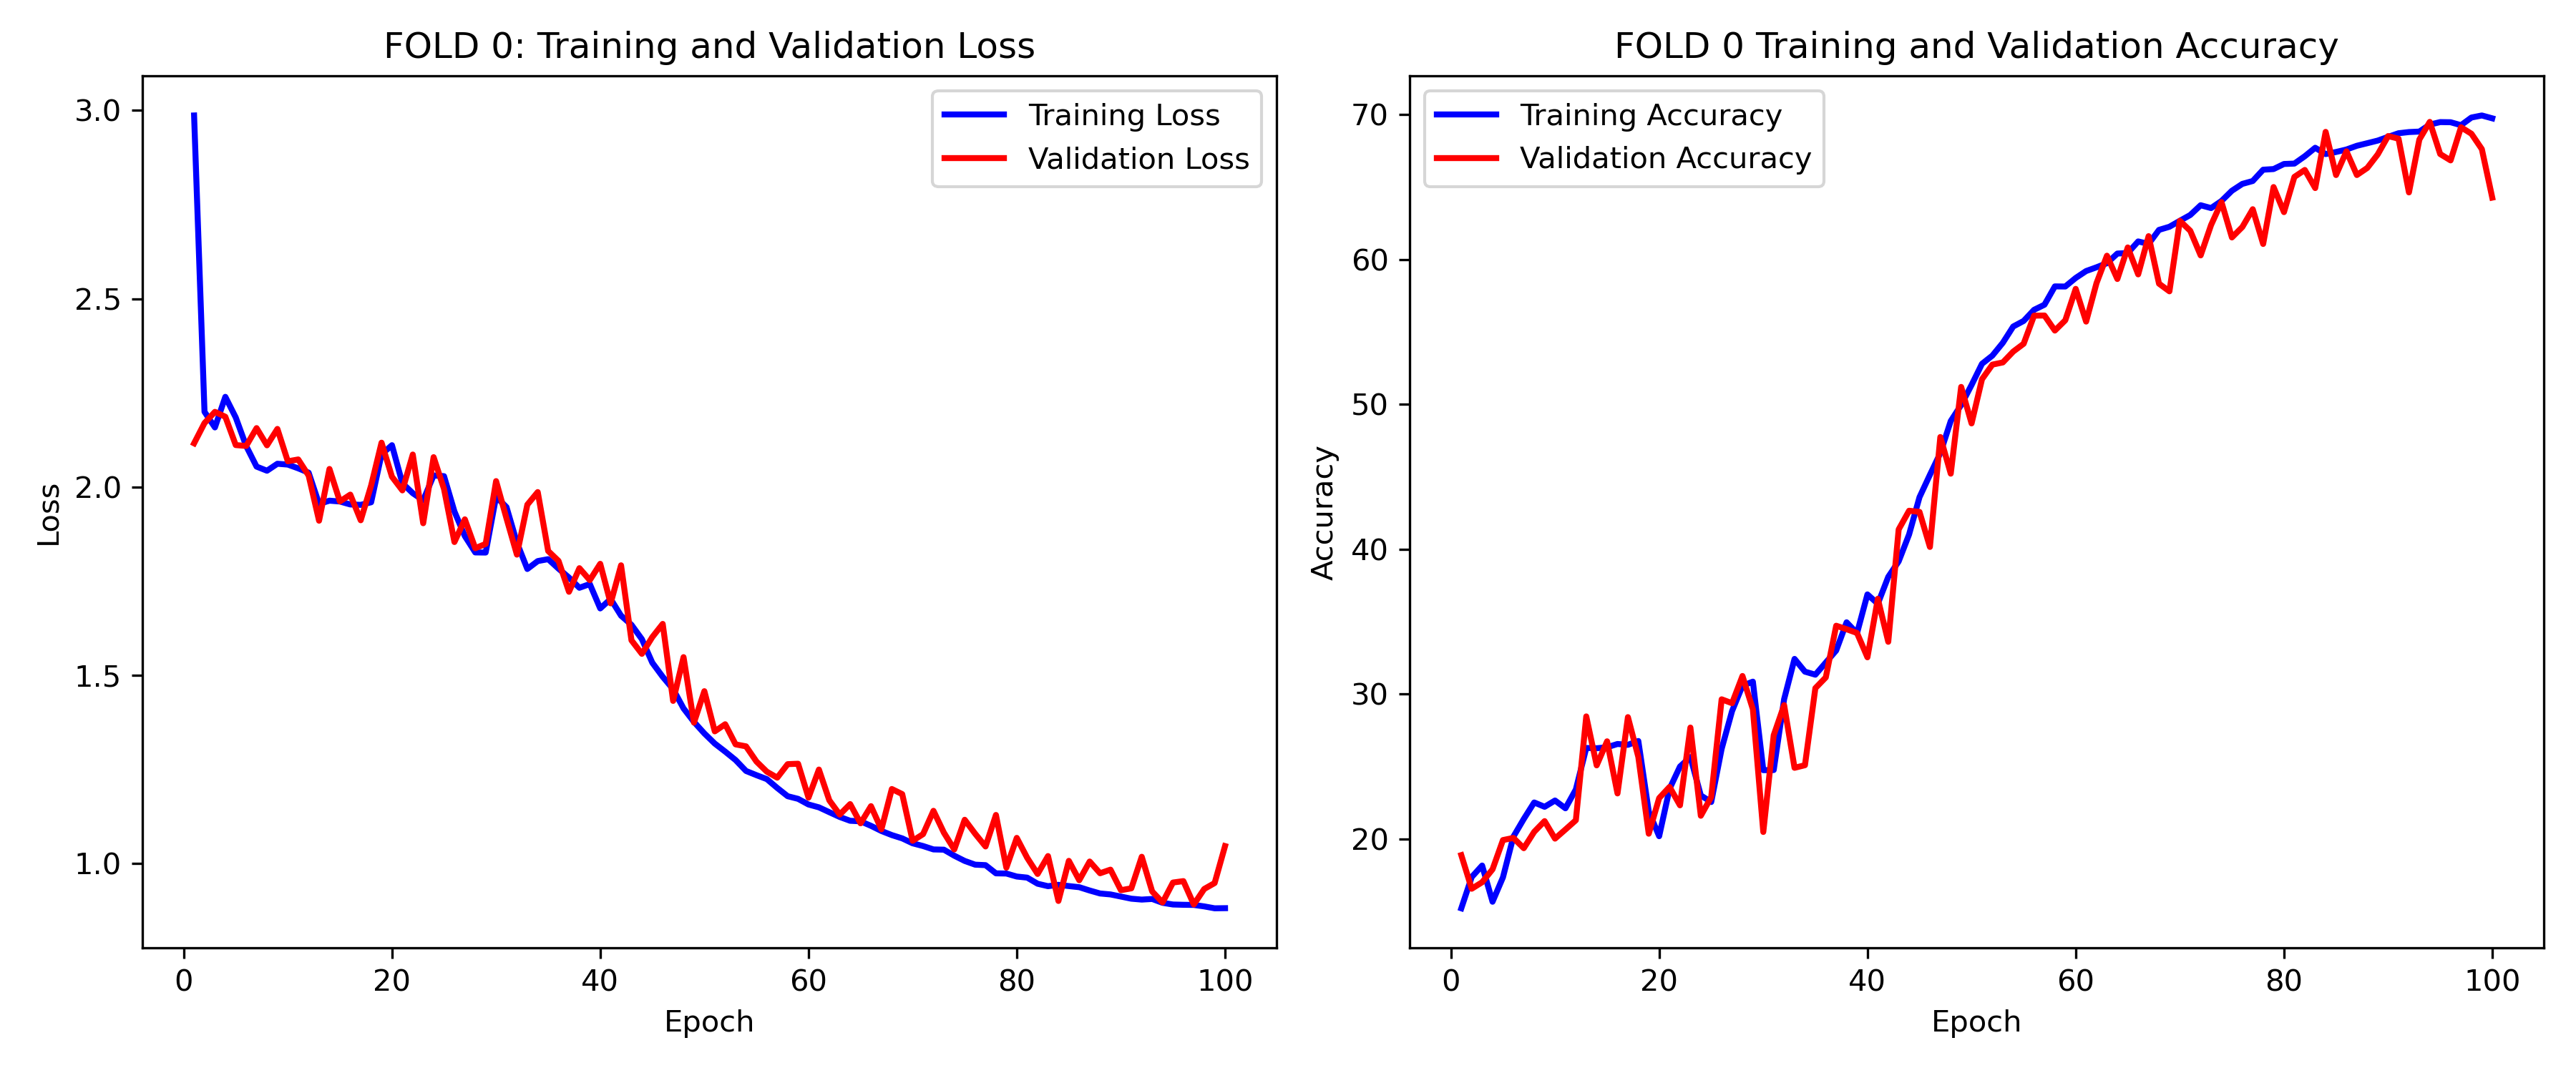 FOLD 0: Training and Validation Loss
Training Loss
Validation Loss
3.0
2.5
2.0
1.5
1.0
Loss
0 20 40 60 80 100
Epoch
FOLD 0 Training and Validation Accuracy
Training Accuracy
Validation Accuracy
70
60
50
40
30
20
Accuracy
0 20 40 60 80 100
Epoch